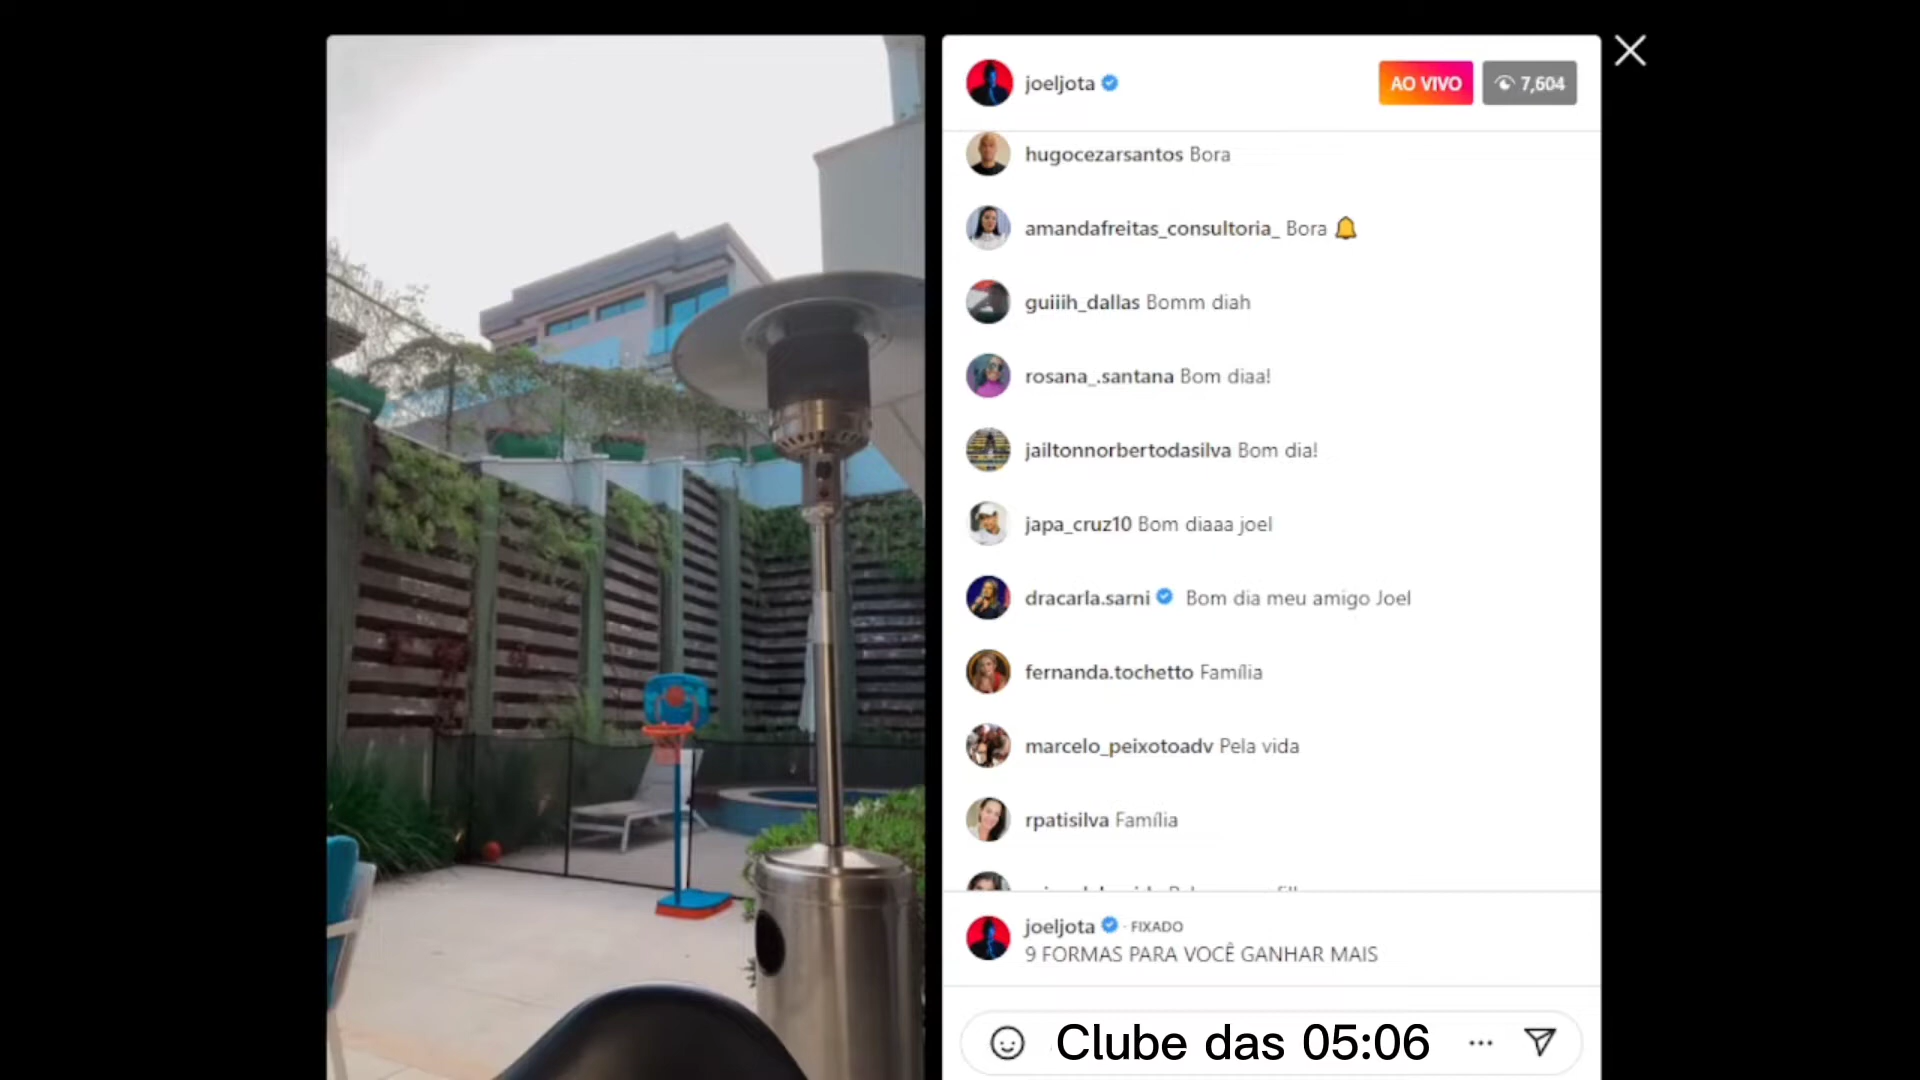 joeljota
AO VIVO
7,604
hugocezarsantos Bora
amandafreitas_consultoria_ Bora 🔔
guiiih_dallas Bomm diah
rosana_.santana Bom diaa!
jailtonnorbertodasilva Bom dia!
japa_cruz10 Bom diaaa joel
dracarla.sarni Bom dia meu amigo Joel
fernanda.tochetto Família
marcelo_peixotoadv Pela vida
rpatisilva Família
joeljota · FIXADO
9 FORMAS PARA VOCÊ GANHAR MAIS
Clube das 05:06